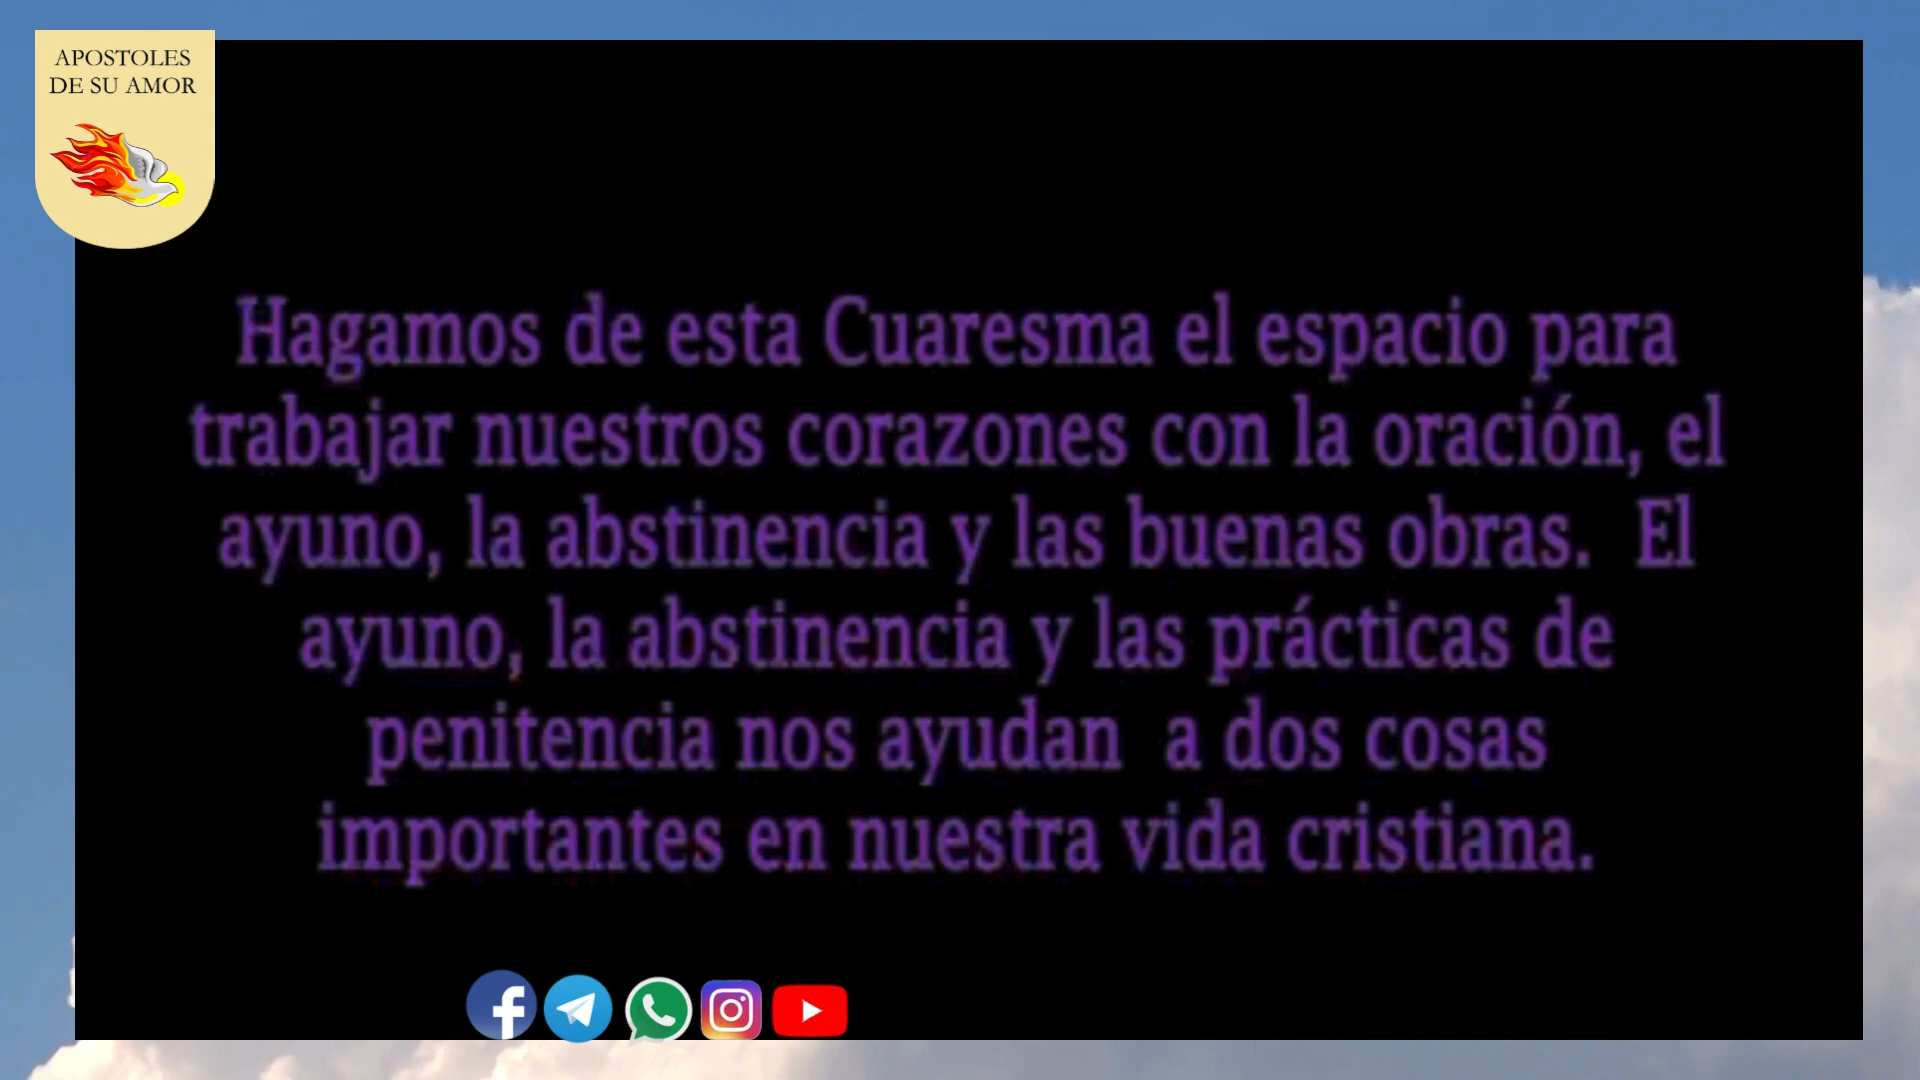 APOSTOLES
DE SU AMOR
Hagamos de esta Cuaresma el espacio para
trabajar nuestros corazones con la oración, el
ayuno, la abstinencia y las buenas obras. El
ayuno, la abstinencia y las prácticas de
penitencia nos ayudan a dos cosas
importantes en nuestra vida cristiana.